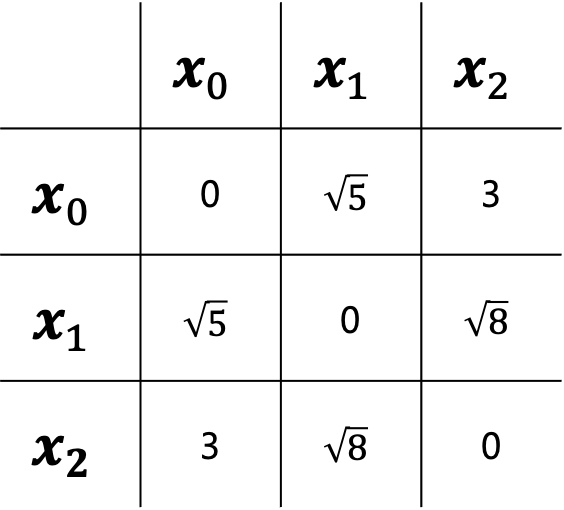 x₀ x₁ x₂
x₀ 0 √5 3
x₁ √5 0 √8
x₂ 3 √8 0